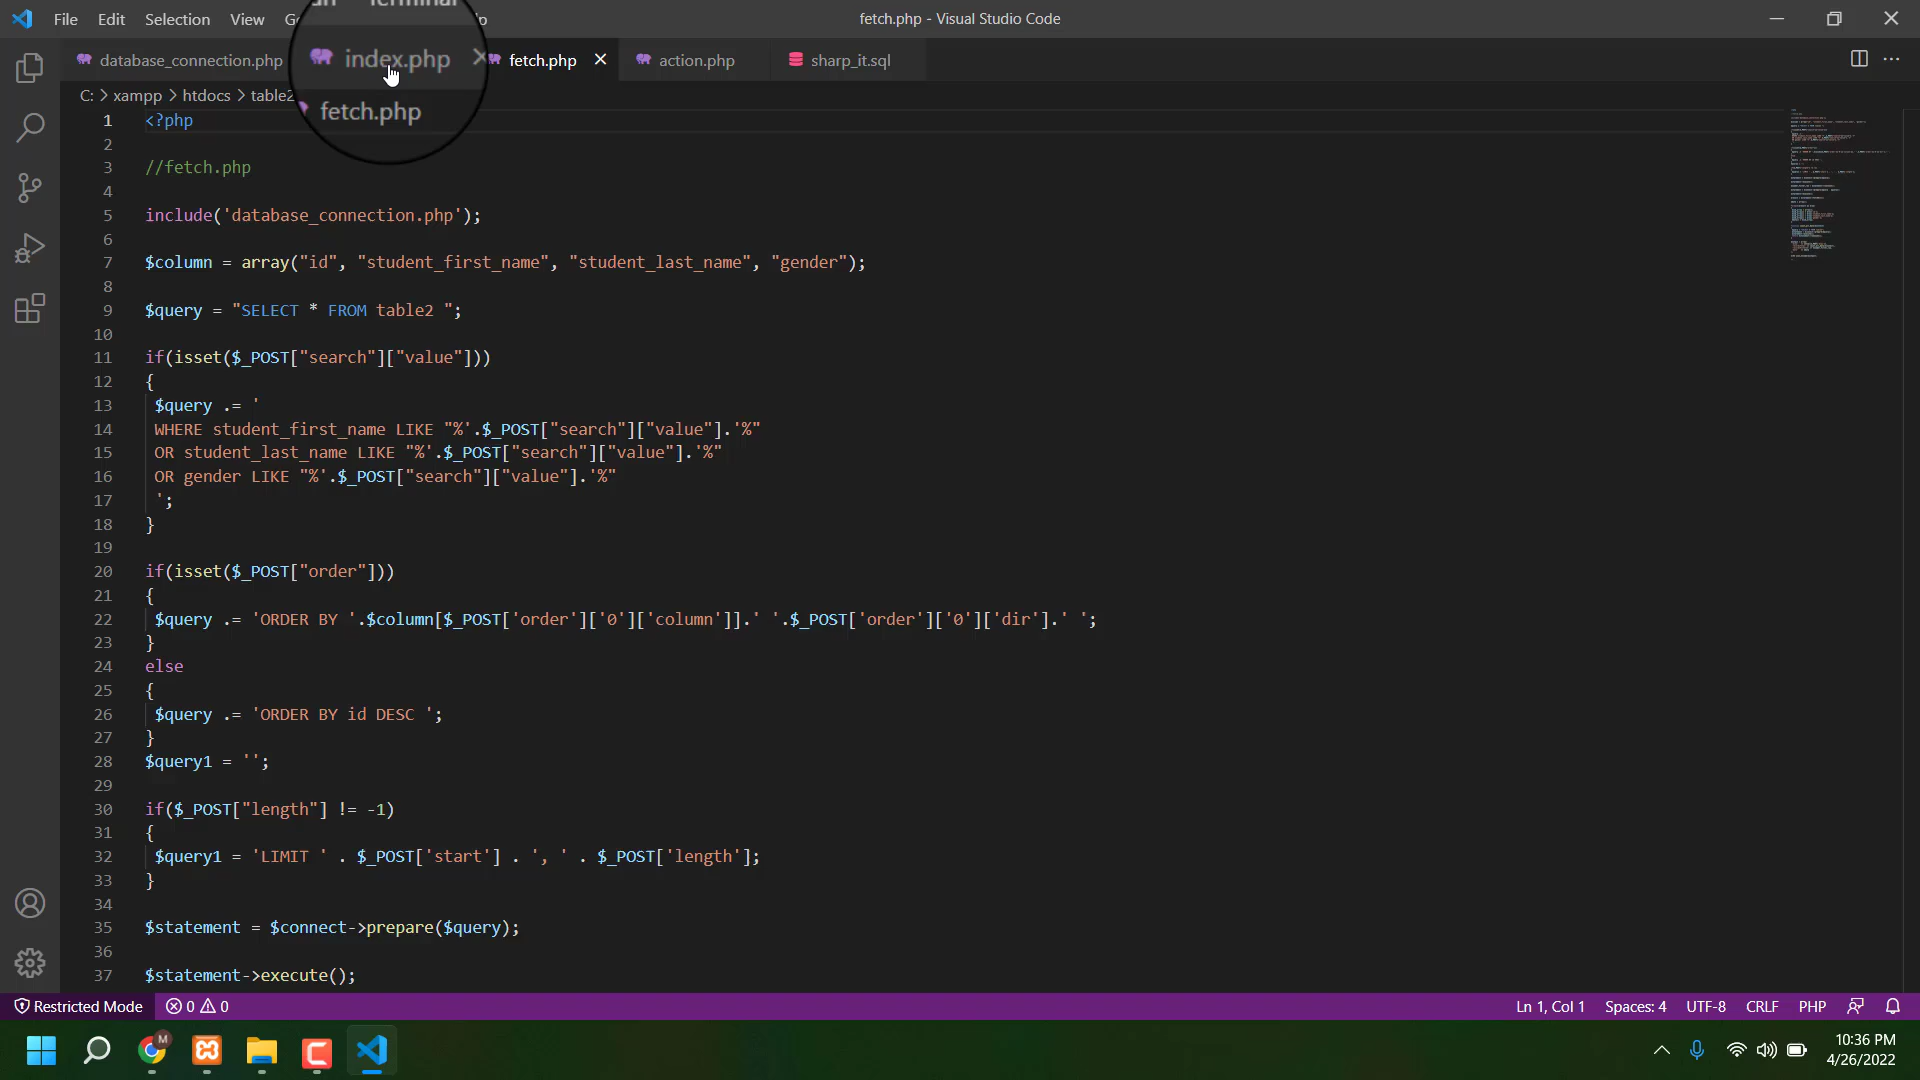 File Edit Selection View G
Terminal
fetch.php - Visual Studio Code
database_connection.php
index.php
fetch.php
action.php
sharp_it.sql
C: > xampp > htdocs > table2
fetch.php
1 <?php
2
3 //fetch.php
4
5 include('database_connection.php');
6
7 $column = array("id", "student_first_name", "student_last_name", "gender");
8
9 $query = "SELECT * FROM table2 ";
10
11 if(isset($_POST["search"]["value"]))
12 {
13 $query .= '
14 WHERE student_first_name LIKE "%'.$_POST["search"]["value"].'%"
15 OR student_last_name LIKE "%'.$_POST["search"]["value"].'%"
16 OR gender LIKE "%'.$_POST["search"]["value"].'%"
17 ';
18 }
19
20 if(isset($_POST["order"]))
21 {
22 $query .= 'ORDER BY '.$column[$_POST['order']['0']['column']].' '.$_POST['order']['0']['dir'].' ';
23 }
24 else
25 {
26 $query .= 'ORDER BY id DESC ';
27 }
28 $query1 = '';
29
30 if($_POST["length"] != -1)
31 {
32 $query1 = 'LIMIT ' . $_POST['start'] . ', ' . $_POST['length'];
33 }
34
35 $statement = $connect->prepare($query);
36
37 $statement->execute();
Restricted Mode 0 0
Ln 1, Col 1 Spaces: 4 UTF-8 CRLF PHP
M
10:36 PM
4/26/2022